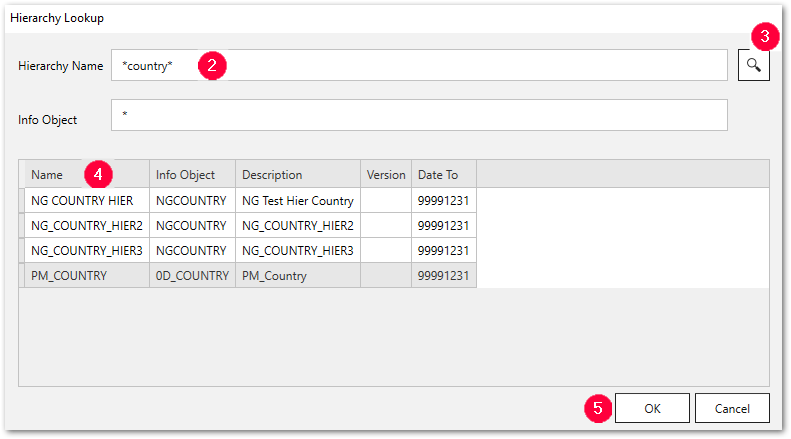 Hierarchy Lookup
3
Hierarchy Name *country* 2
Info Object *
Name 4 Info Object Description Version Date To
NG COUNTRY HIER NGCOUNTRY NG Test Hier Country 99991231
NG_COUNTRY_HIER2 NGCOUNTRY NG_COUNTRY_HIER2 99991231
NG_COUNTRY_HIER3 NGCOUNTRY NG_COUNTRY_HIER3 99991231
PM_COUNTRY 0D_COUNTRY PM_Country 99991231
5 OK Cancel